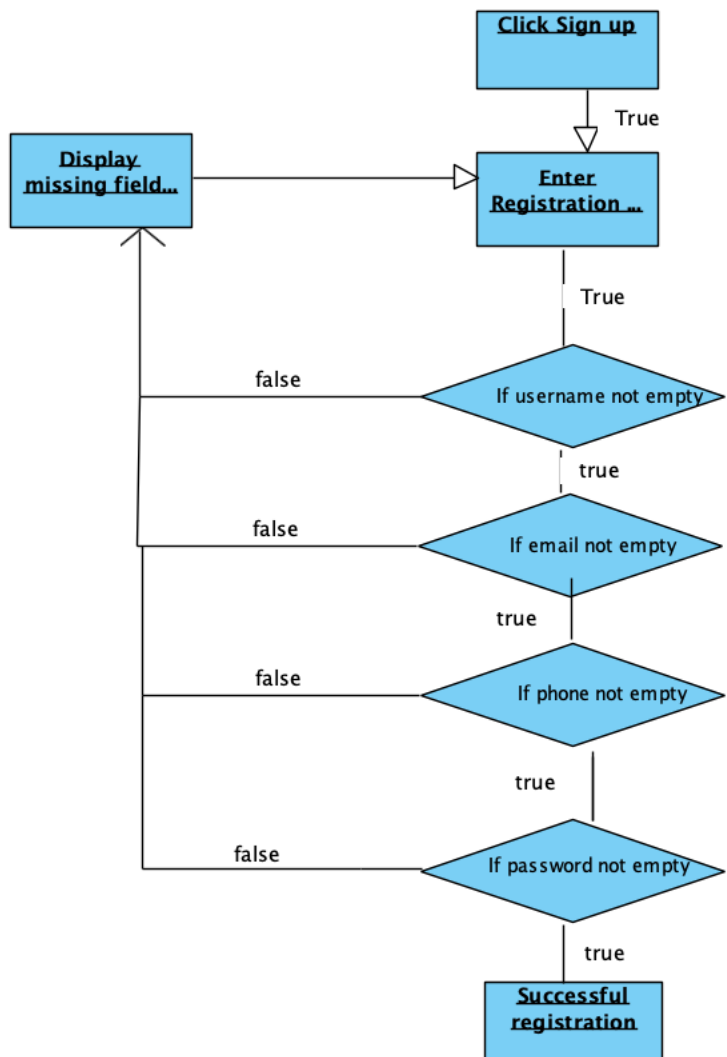 Click Sign up
True
Display
missing field...
Enter
Registration ...
True
false
If username not empty
true
false
If email not empty
true
false
If phone not empty
true
false
If password not empty
true
Successful
registration